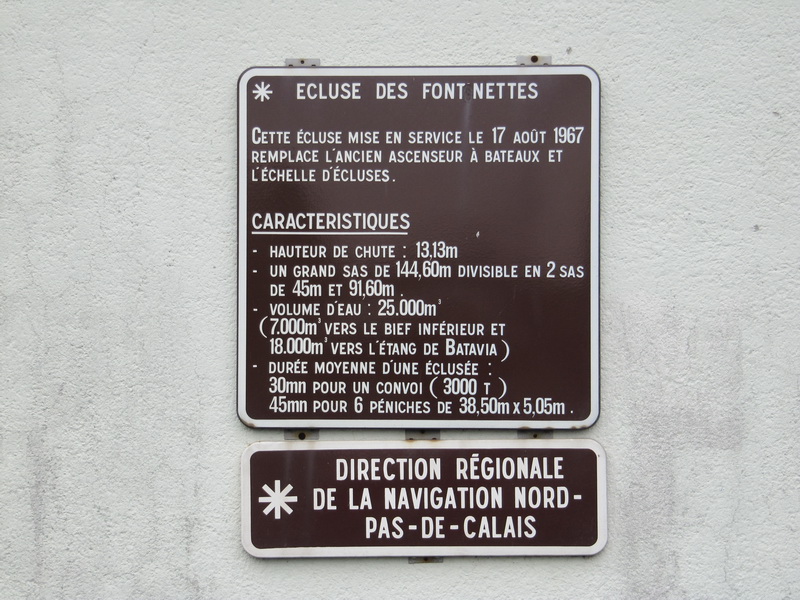 ECLUSE DES FONTINETTES
CETTE ÉCLUSE MISE EN SERVICE LE 17 AOÛT 1967
REMPLACE L'ANCIEN ASCENSEUR À BATEAUX ET
L'ÉCHELLE D'ÉCLUSES.
CARACTERISTIQUES
- HAUTEUR DE CHUTE : 13,13m
- UN GRAND SAS DE 144,60m DIVISIBLE EN 2 SAS
DE 45m ET 91,60m.
- VOLUME D'EAU : 25.000m³
(7.000m³ VERS LE BIEF INFÉRIEUR ET
18.000m³ VERS L'ÉTANG DE BATAVIA)
- DURÉE MOYENNE D'UNE ÉCLUSÉE :
30mn POUR UN CONVOI (3000 T)
45mn POUR 6 PÉNICHES DE 38,50m x 5,05m.
DIRECTION RÉGIONALE
DE LA NAVIGATION NORD-
PAS-DE-CALAIS